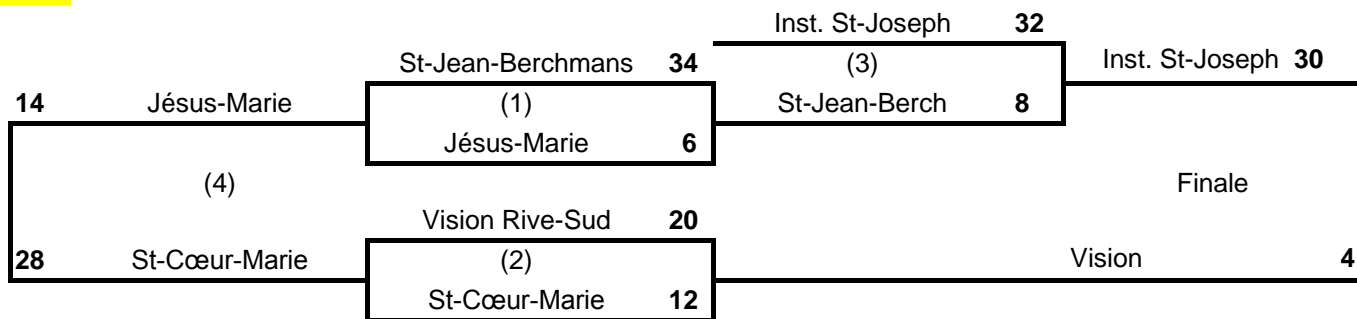 Inst. St-Joseph 32
St-Jean-Berchmans 34 (3) Inst. St-Joseph 30
14 Jésus-Marie (1) St-Jean-Berch 8
Jésus-Marie 6
(4) Finale
Vision Rive-Sud 20
28 St-Cœur-Marie (2) Vision 4
St-Cœur-Marie 12